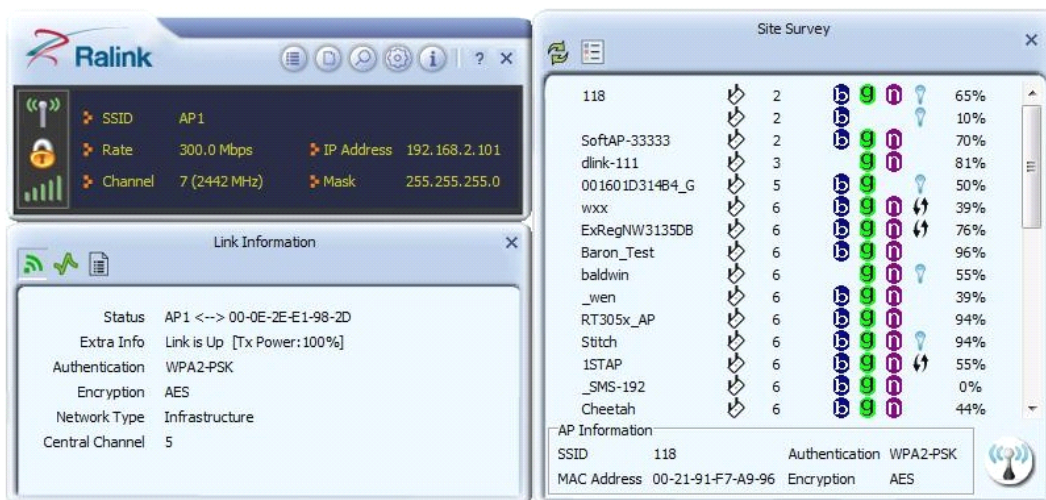 Ralink
? ×
SSID AP1
Rate 300.0 Mbps IP Address 192.168.2.101
Channel 7 (2442 MHz) Mask 255.255.255.0
Link Information ×
Status AP1 <--> 00-0E-2E-E1-98-2D
Extra Info Link is Up [Tx Power:100%]
Authentication WPA2-PSK
Encryption AES
Network Type Infrastructure
Central Channel 5
Site Survey ×
118 2 b g n 65%
2 b 10%
SoftAP-33333 2 b g n 70%
dlink-111 3 g n 81%
001601D314B4_G 5 b g 50%
wxx 6 b g n 39%
ExRegNW3135DB 6 b g n 76%
Baron_Test 6 b g n 96%
baldwin 6 g n 55%
_wen 6 b g n 39%
RT305x_AP 6 b g n 94%
Stitch 6 b g n 94%
1STAP 6 b g n 55%
_SMS-192 6 b g n 0%
Cheetah 6 b g n 44%
AP Information
SSID 118 Authentication WPA2-PSK
MAC Address 00-21-91-F7-A9-96 Encryption AES